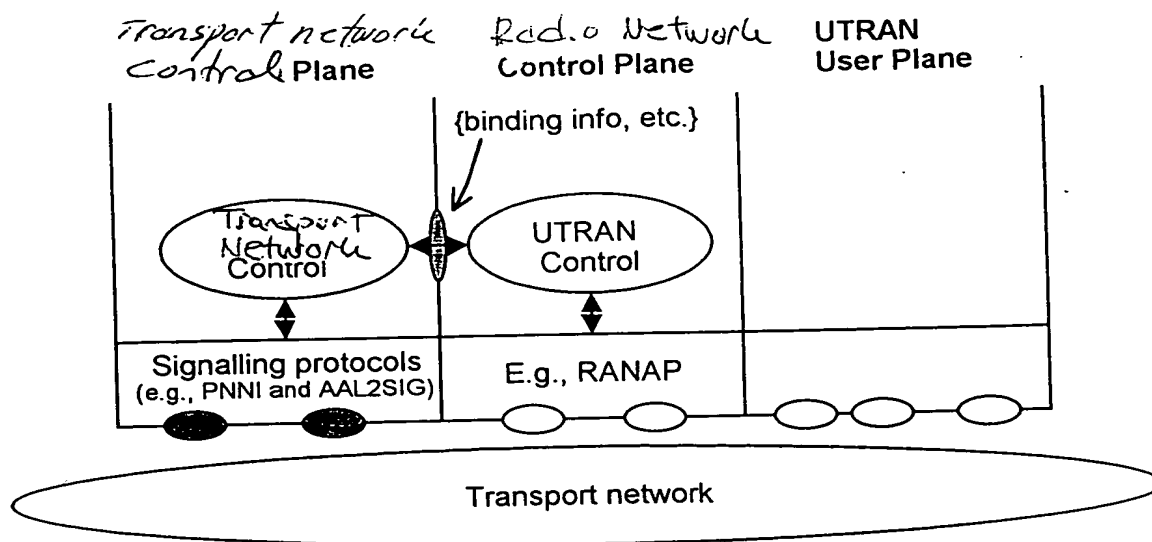 Transport network
Control Plane
Radio Network
Control Plane
UTRAN
User Plane
{binding info, etc.}
Transport
Network
Control
UTRAN
Control
Signalling protocols
(e.g., PNNI and AAL2SIG)
E.g., RANAP
Transport network